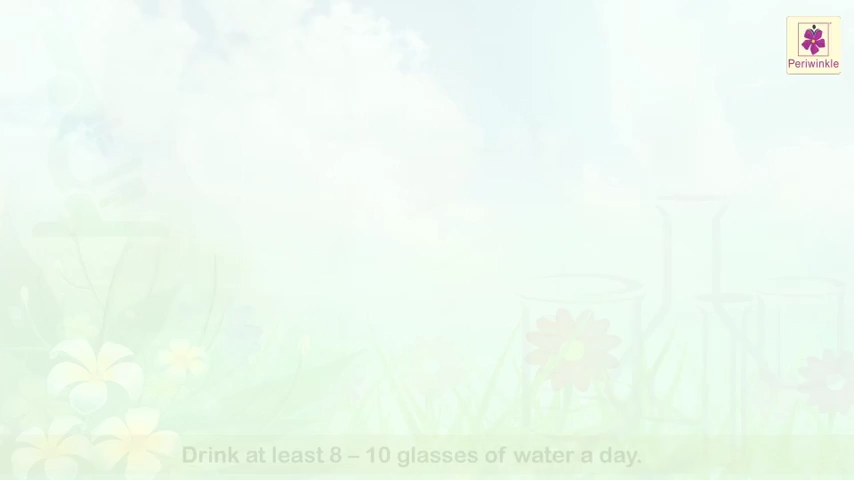 Periwinkle
Drink at least 8 – 10 glasses of water a day.